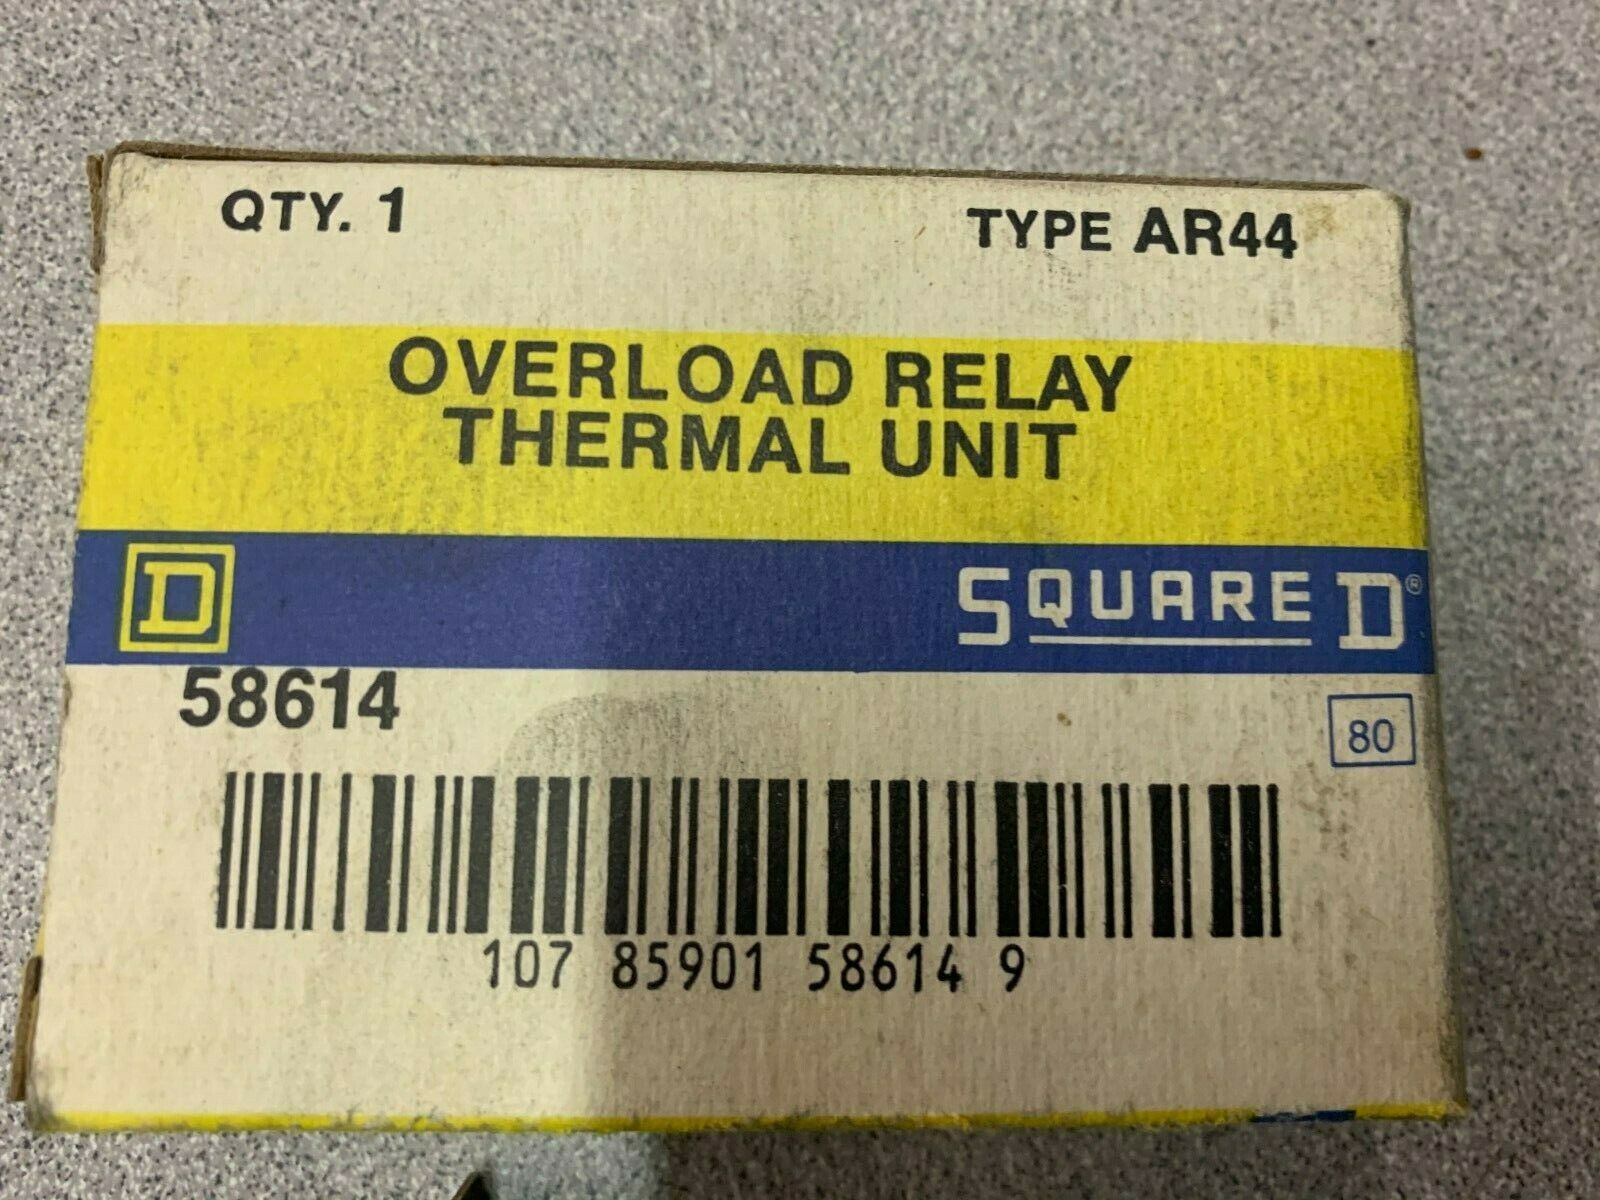 QTY. 1
TYPE AR44
OVERLOAD RELAY
THERMAL UNIT
D
SQUARE D®
58614
80
107 85901 58614 9